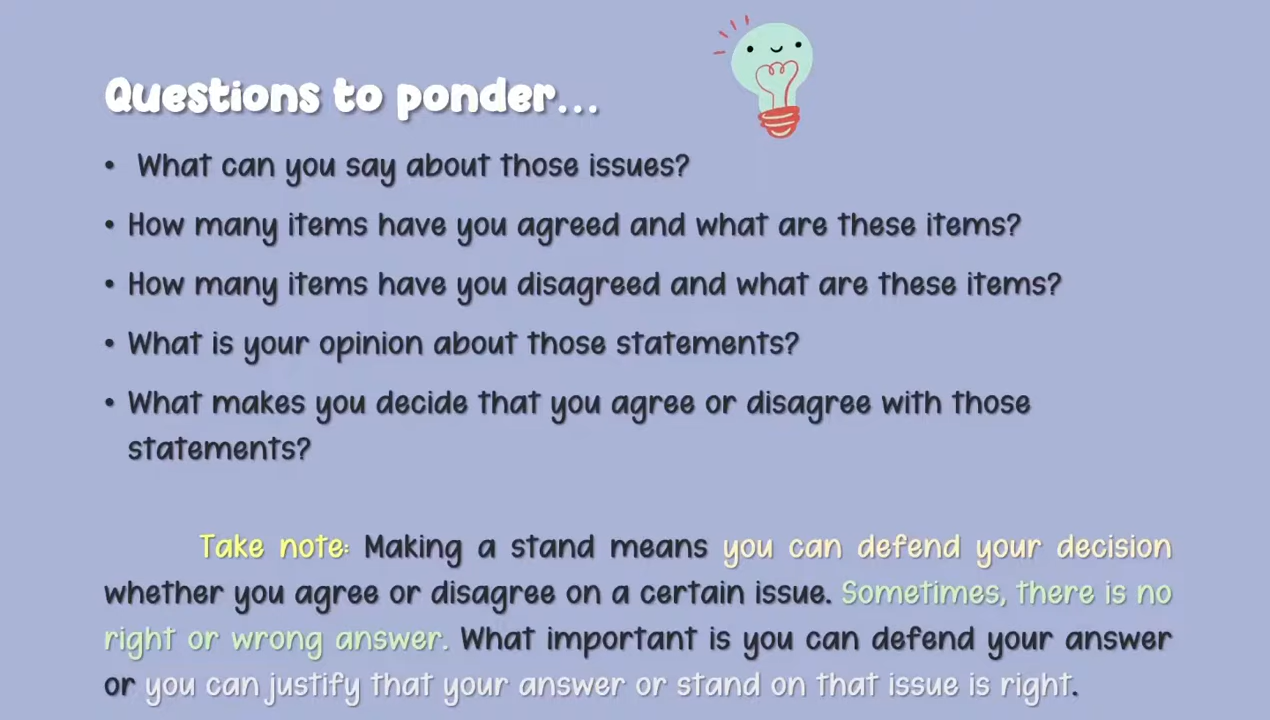 Questions to ponder...
• What can you say about those issues?
• How many items have you agreed and what are these items?
• How many items have you disagreed and what are these items?
• What is your opinion about those statements?
• What makes you decide that you agree or disagree with those
statements?
Take note: Making a stand means you can defend your decision
whether you agree or disagree on a certain issue. Sometimes, there is no
right or wrong answer. What important is you can defend your answer
or you can justify that your answer or stand on that issue is right.